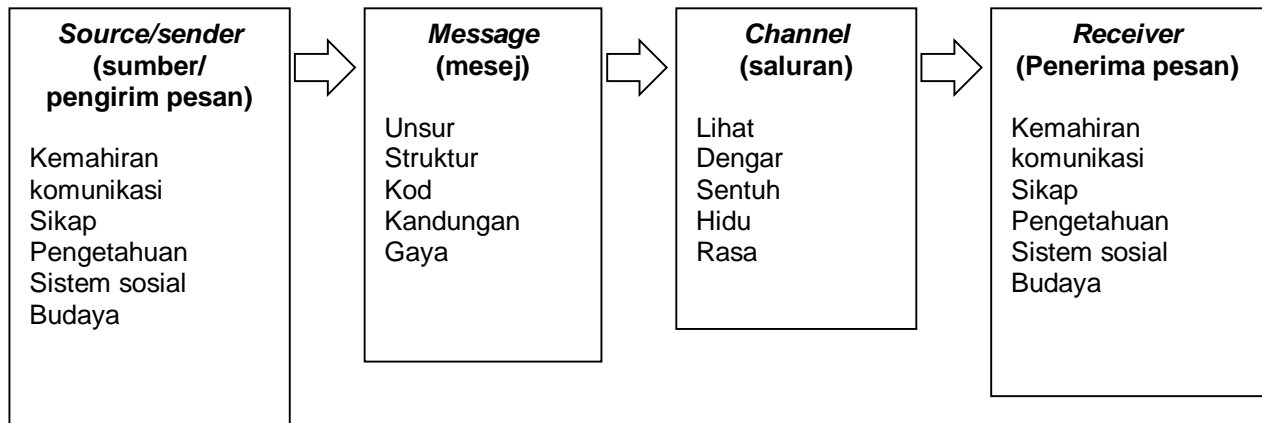 Source/sender
(sumber/
pengirim pesan)
Kemahiran
komunikasi
Sikap
Pengetahuan
Sistem sosial
Budaya
Message
(mesej)
Unsur
Struktur
Kod
Kandungan
Gaya
Channel
(saluran)
Lihat
Dengar
Sentuh
Hidu
Rasa
Receiver
(Penerima pesan)
Kemahiran
komunikasi
Sikap
Pengetahuan
Sistem sosial
Budaya